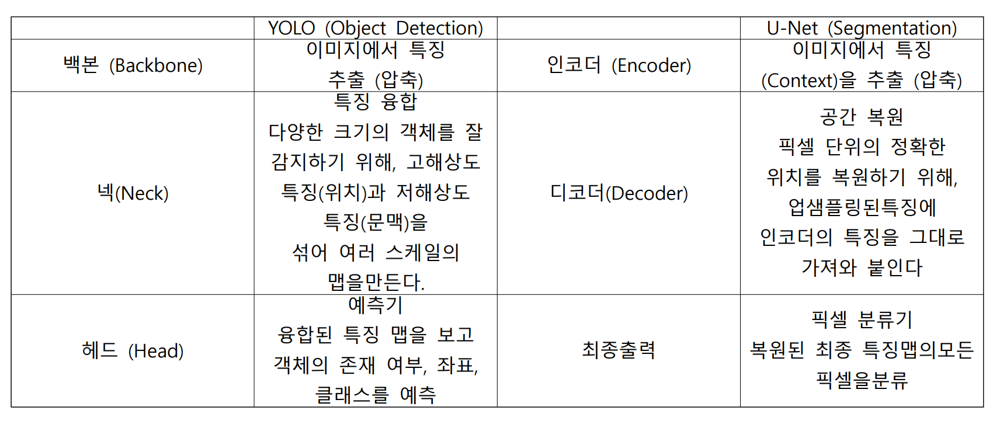 YOLO (Object Detection)
U-Net (Segmentation)
백본 (Backbone)
이미지에서 특징
추출 (압축)
인코더 (Encoder)
이미지에서 특징
(Context)을 추출 (압축)
넥(Neck)
특징 융합
다양한 크기의 객체를 잘
감지하기 위해, 고해상도
특징(위치)과 저해상도
특징(문맥)을
섞어 여러 스케일의
맵을만든다.
디코더(Decoder)
공간 복원
픽셀 단위의 정확한
위치를 복원하기 위해,
업샘플링된특징에
인코더의 특징을 그대로
가져와 붙인다
헤드 (Head)
예측기
융합된 특징 맵을 보고
객체의 존재 여부, 좌표,
클래스를 예측
최종출력
픽셀 분류기
복원된 최종 특징맵의모든
픽셀을분류